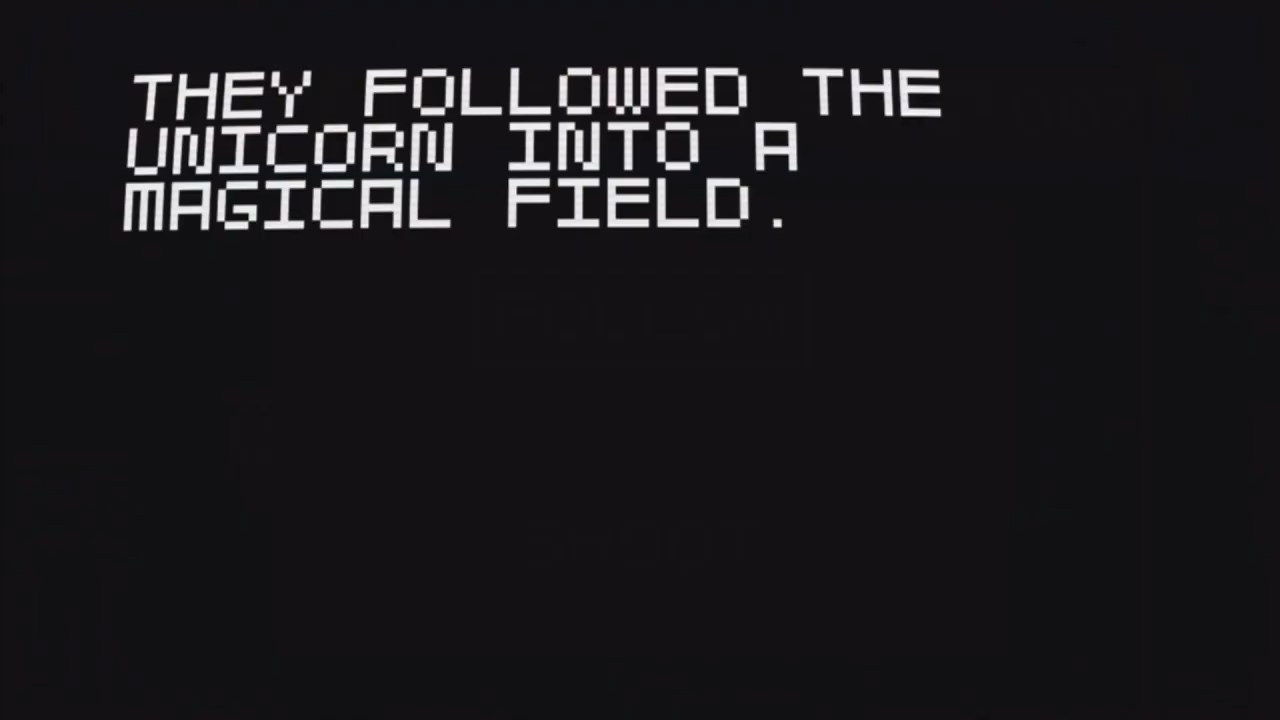 THEY FOLLOWED THE
UNICORN INTO A
MAGICAL FIELD.